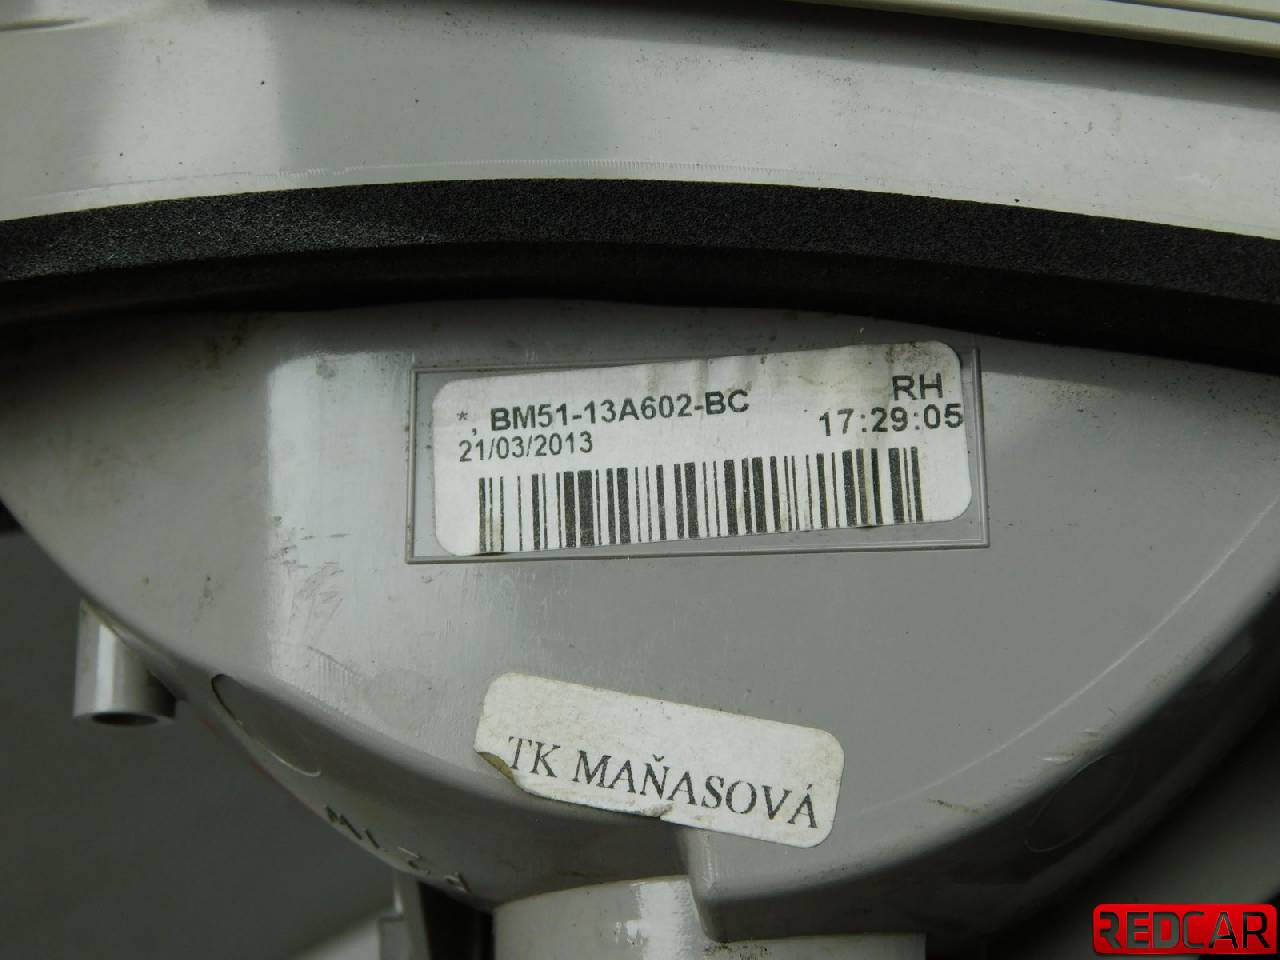 RH
*, BM51-13A602-BC
17:29:05
21/03/2013
TK MAŇASOVÁ
REDCAR